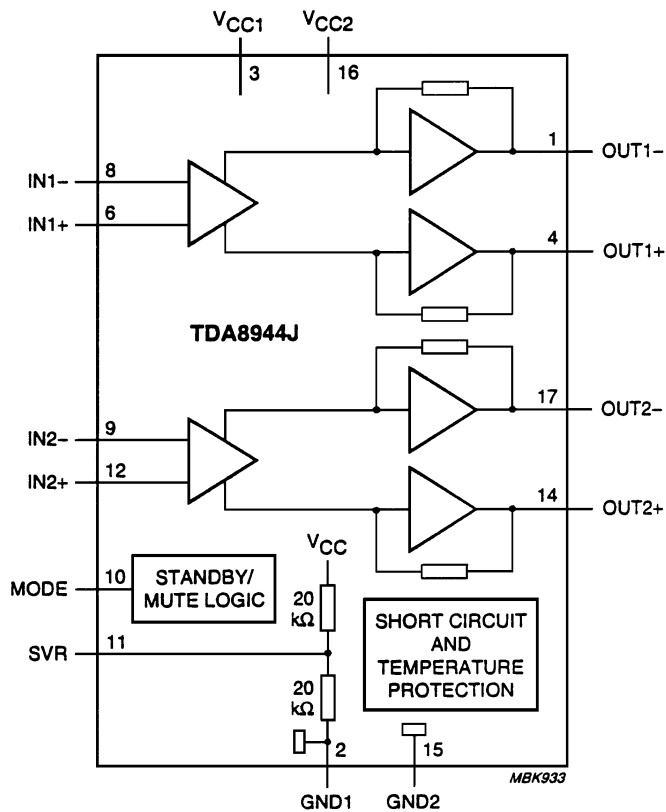 VCC1
VCC2
3
16
1
OUT1−
8
IN1−
6
IN1+
4
OUT1+
TDA8944J
17
OUT2−
9
IN2−
12
IN2+
14
OUT2+
VCC
10
MODE
STANDBY/
MUTE LOGIC
20
kΩ
SHORT CIRCUIT
AND
TEMPERATURE
PROTECTION
11
SVR
20
kΩ
2
15
MBK933
GND1
GND2